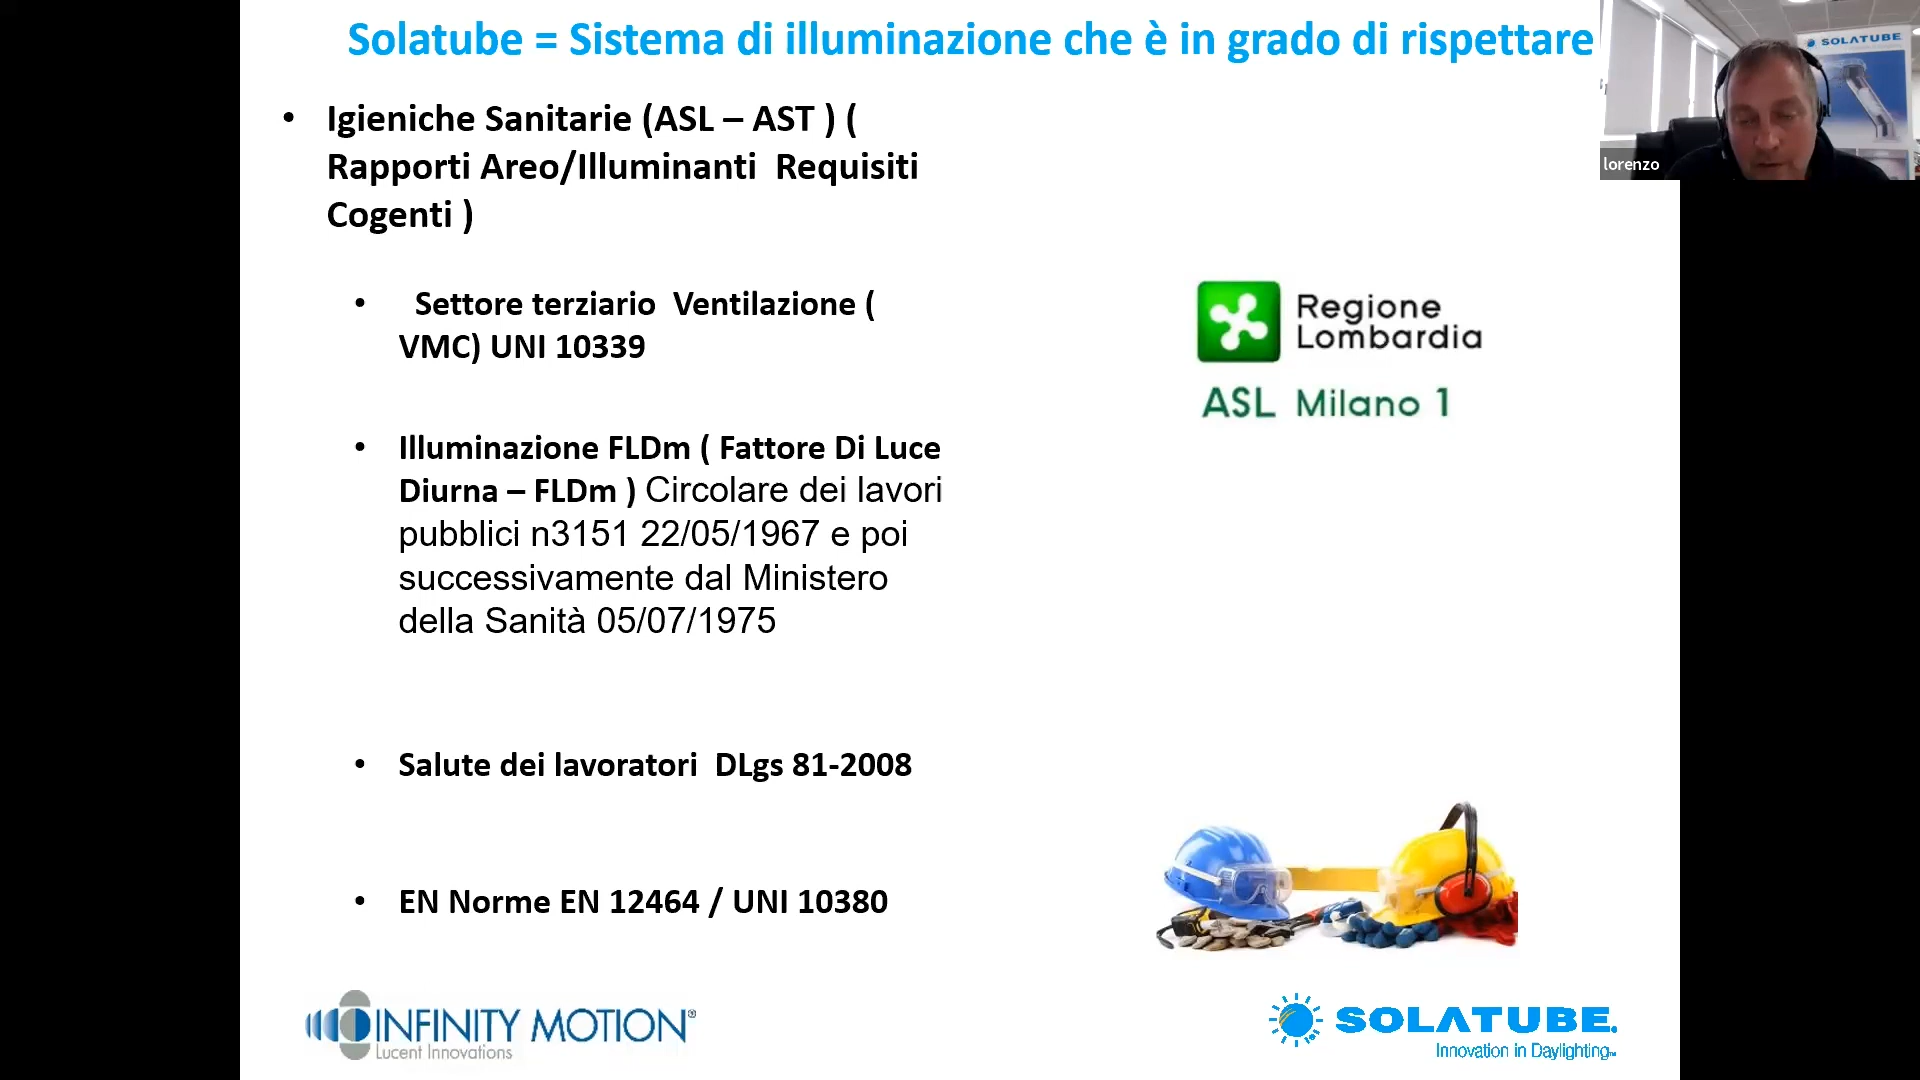 Solatube = Sistema di illuminazione che è in grado di rispettare
SOLATUBE
lorenzo
• Igieniche Sanitarie (ASL – AST ) (
Rapporti Areo/Illuminanti Requisiti
Cogenti )
• Settore terziario Ventilazione (
VMC) UNI 10339
Regione
Lombardia
ASL Milano 1
• Illuminazione FLDm ( Fattore Di Luce
Diurna – FLDm ) Circolare dei lavori
pubblici n3151 22/05/1967 e poi
successivamente dal Ministero
della Sanità 05/07/1975
• Salute dei lavoratori DLgs 81-2008
• EN Norme EN 12464 / UNI 10380
INFINITY MOTION®
Lucent Innovations
SOLATUBE.
Innovation in Daylighting™